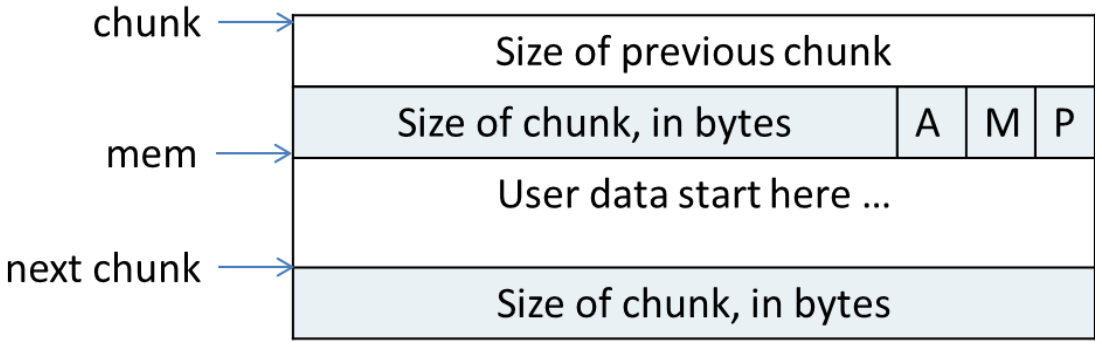 chunk
Size of previous chunk
Size of chunk, in bytes A M P
mem
User data start here ...
next chunk
Size of chunk, in bytes